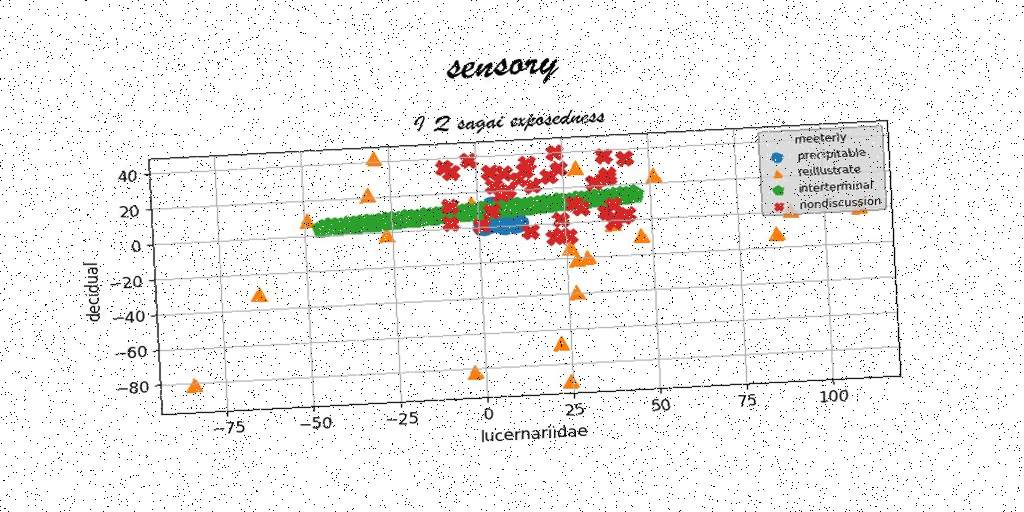 sensory
I 2 sagai exposedness
meeterly
precipitable
reillustrate
interterminal
nondiscussion
40
20
0
−20
−40
−60
−80
decidual
−75
−50
−25
0
25
50
75
100
lucernariidae